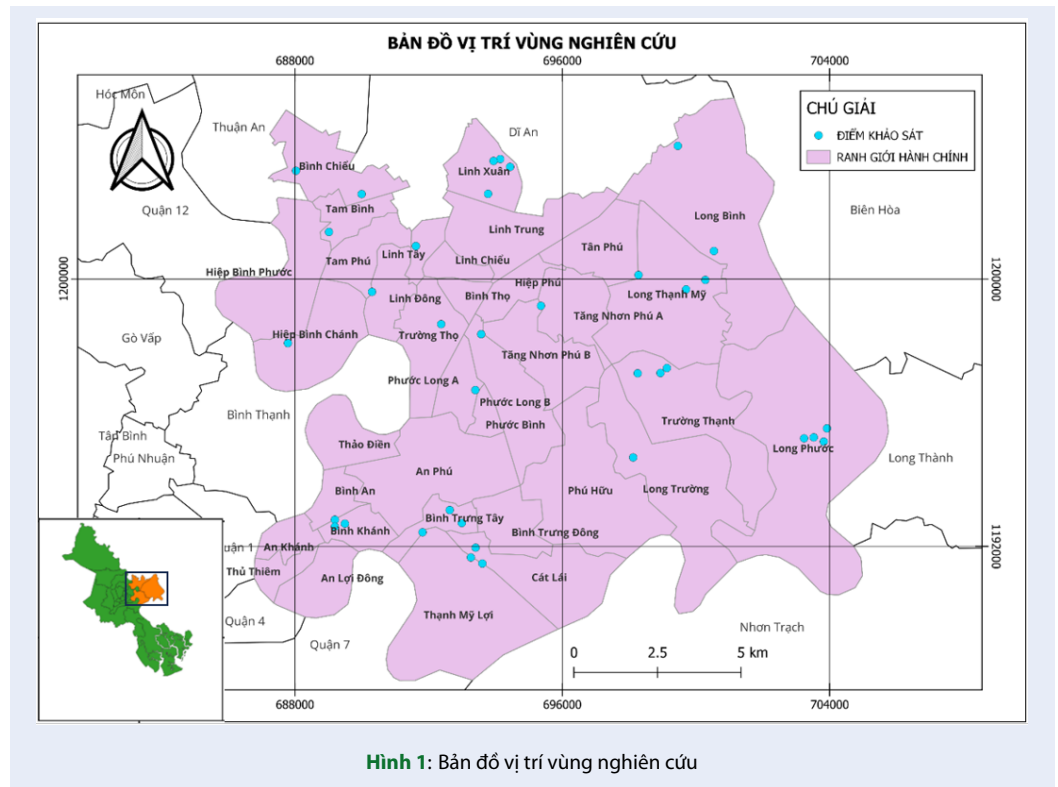 BẢN ĐỒ VỊ TRÍ VÙNG NGHIÊN CỨU
688000 696000 704000
Hóc Môn
CHÚ GIẢI
ĐIỂM KHẢO SÁT
RANH GIỚI HÀNH CHÍNH
Thuận An
Dĩ An
Bình Chiểu
Linh Xuân
Quận 12
Tam Bình
Long Bình
Biên Hòa
Linh Trung
Tân Phú
Linh Tây
Tam Phú
Linh Chiểu
Hiệp Bình Phước
1200000
1200000
Hiệp Phú
Linh Đông
Bình Thọ
Long Thạnh Mỹ
Tăng Nhơn Phú A
Gò Vấp
Hiệp Bình Chánh
Trường Thọ
Tăng Nhơn Phú B
Phước Long A
Phước Long B
Bình Thạnh
Phước Bình
Trường Thạnh
Tân Bình
Thảo Điền
Long Phước
Phú Nhuận
Long Thành
An Phú
Bình An
Phú Hữu
Long Trường
Bình Trưng Tây
Bình Khánh
Bình Trưng Đông
uận 1
An Khánh
1192000
Thủ Thiêm
An Lợi Đông
Cát Lái
Thạnh Mỹ Lợi
Quận 4
Nhơn Trạch
Quận 7
0 2.5 5 km
688000 696000 704000
Hình 1: Bản đồ vị trí vùng nghiên cứu